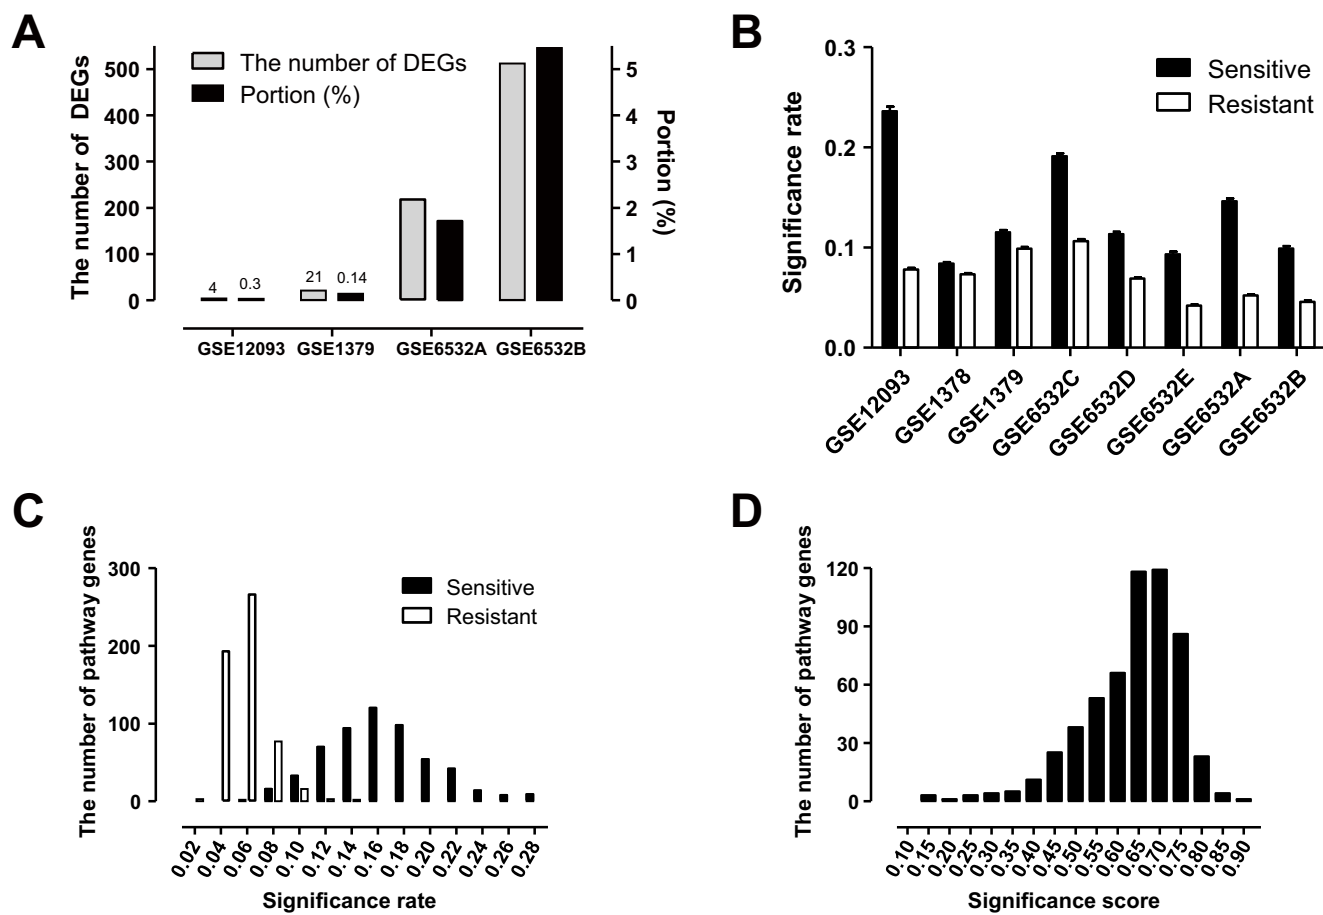 A
The number of DEGs
500
400
300
200
100
0
The number of DEGs
Portion (%)
4
0.3
21
0.14
5
4
3
2
1
0
Portion (%)
GSE12093
GSE1379
GSE6532A
GSE6532B
B
Significance rate
0.3
0.2
0.1
0.0
Sensitive
Resistant
GSE12093
GSE1378
GSE1379
GSE6532C
GSE6532D
GSE6532E
GSE6532A
GSE6532B
C
The number of pathway genes
300
200
100
0
Sensitive
Resistant
0.02
0.04
0.06
0.08
0.10
0.12
0.14
0.16
0.18
0.20
0.22
0.24
0.26
0.28
Significance rate
D
The number of pathway genes
120
90
60
30
0
0.10
0.15
0.20
0.25
0.30
0.35
0.40
0.45
0.50
0.55
0.60
0.65
0.70
0.75
0.80
0.85
0.90
Significance score